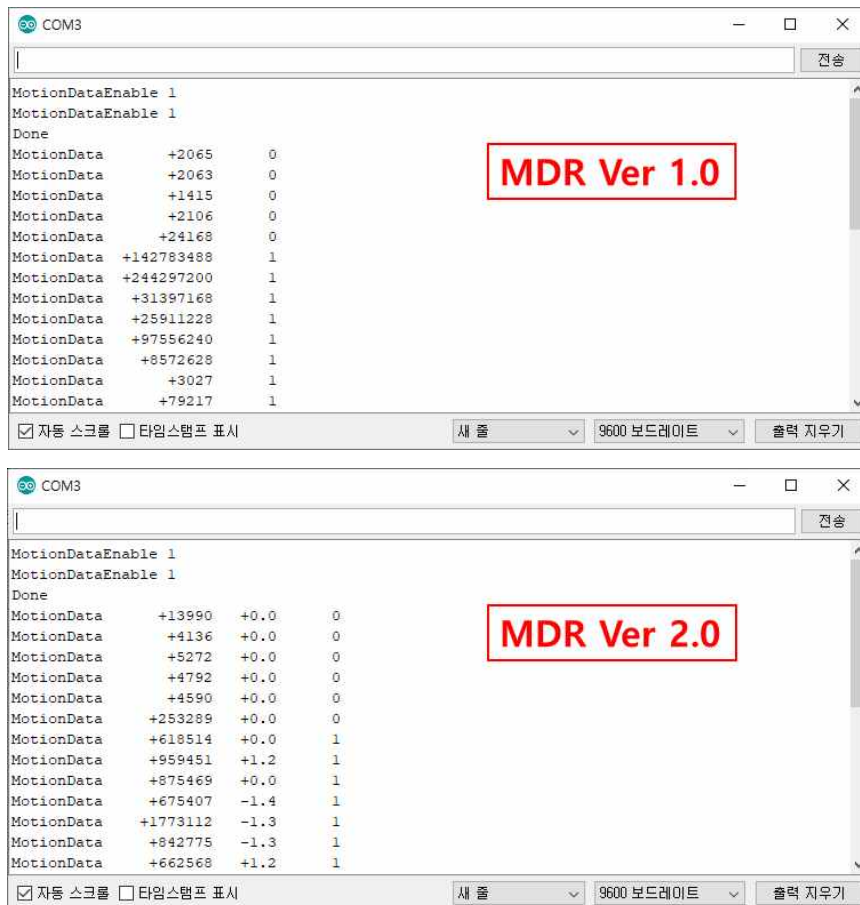 COM3
전송
MotionDataEnable 1
MotionDataEnable 1
Done
MotionData +2065 0
MotionData +2063 0
MotionData +1415 0
MotionData +2106 0
MotionData +24168 0
MotionData +142783488 1
MotionData +244297200 1
MotionData +31397168 1
MotionData +25911228 1
MotionData +97556240 1
MotionData +8572628 1
MotionData +3027 1
MotionData +79217 1
MDR Ver 1.0
자동 스크롤 타임스탬프 표시 새 줄 9600 보드레이트 출력 지우기
COM3
전송
MotionDataEnable 1
MotionDataEnable 1
Done
MotionData +13990 +0.0 0
MotionData +4136 +0.0 0
MotionData +5272 +0.0 0
MotionData +4792 +0.0 0
MotionData +4590 +0.0 0
MotionData +253289 +0.0 0
MotionData +618514 +0.0 1
MotionData +959451 +1.2 1
MotionData +875469 +0.0 1
MotionData +675407 -1.4 1
MotionData +1773112 -1.3 1
MotionData +842775 -1.3 1
MotionData +662568 +1.2 1
MDR Ver 2.0
자동 스크롤 타임스탬프 표시 새 줄 9600 보드레이트 출력 지우기